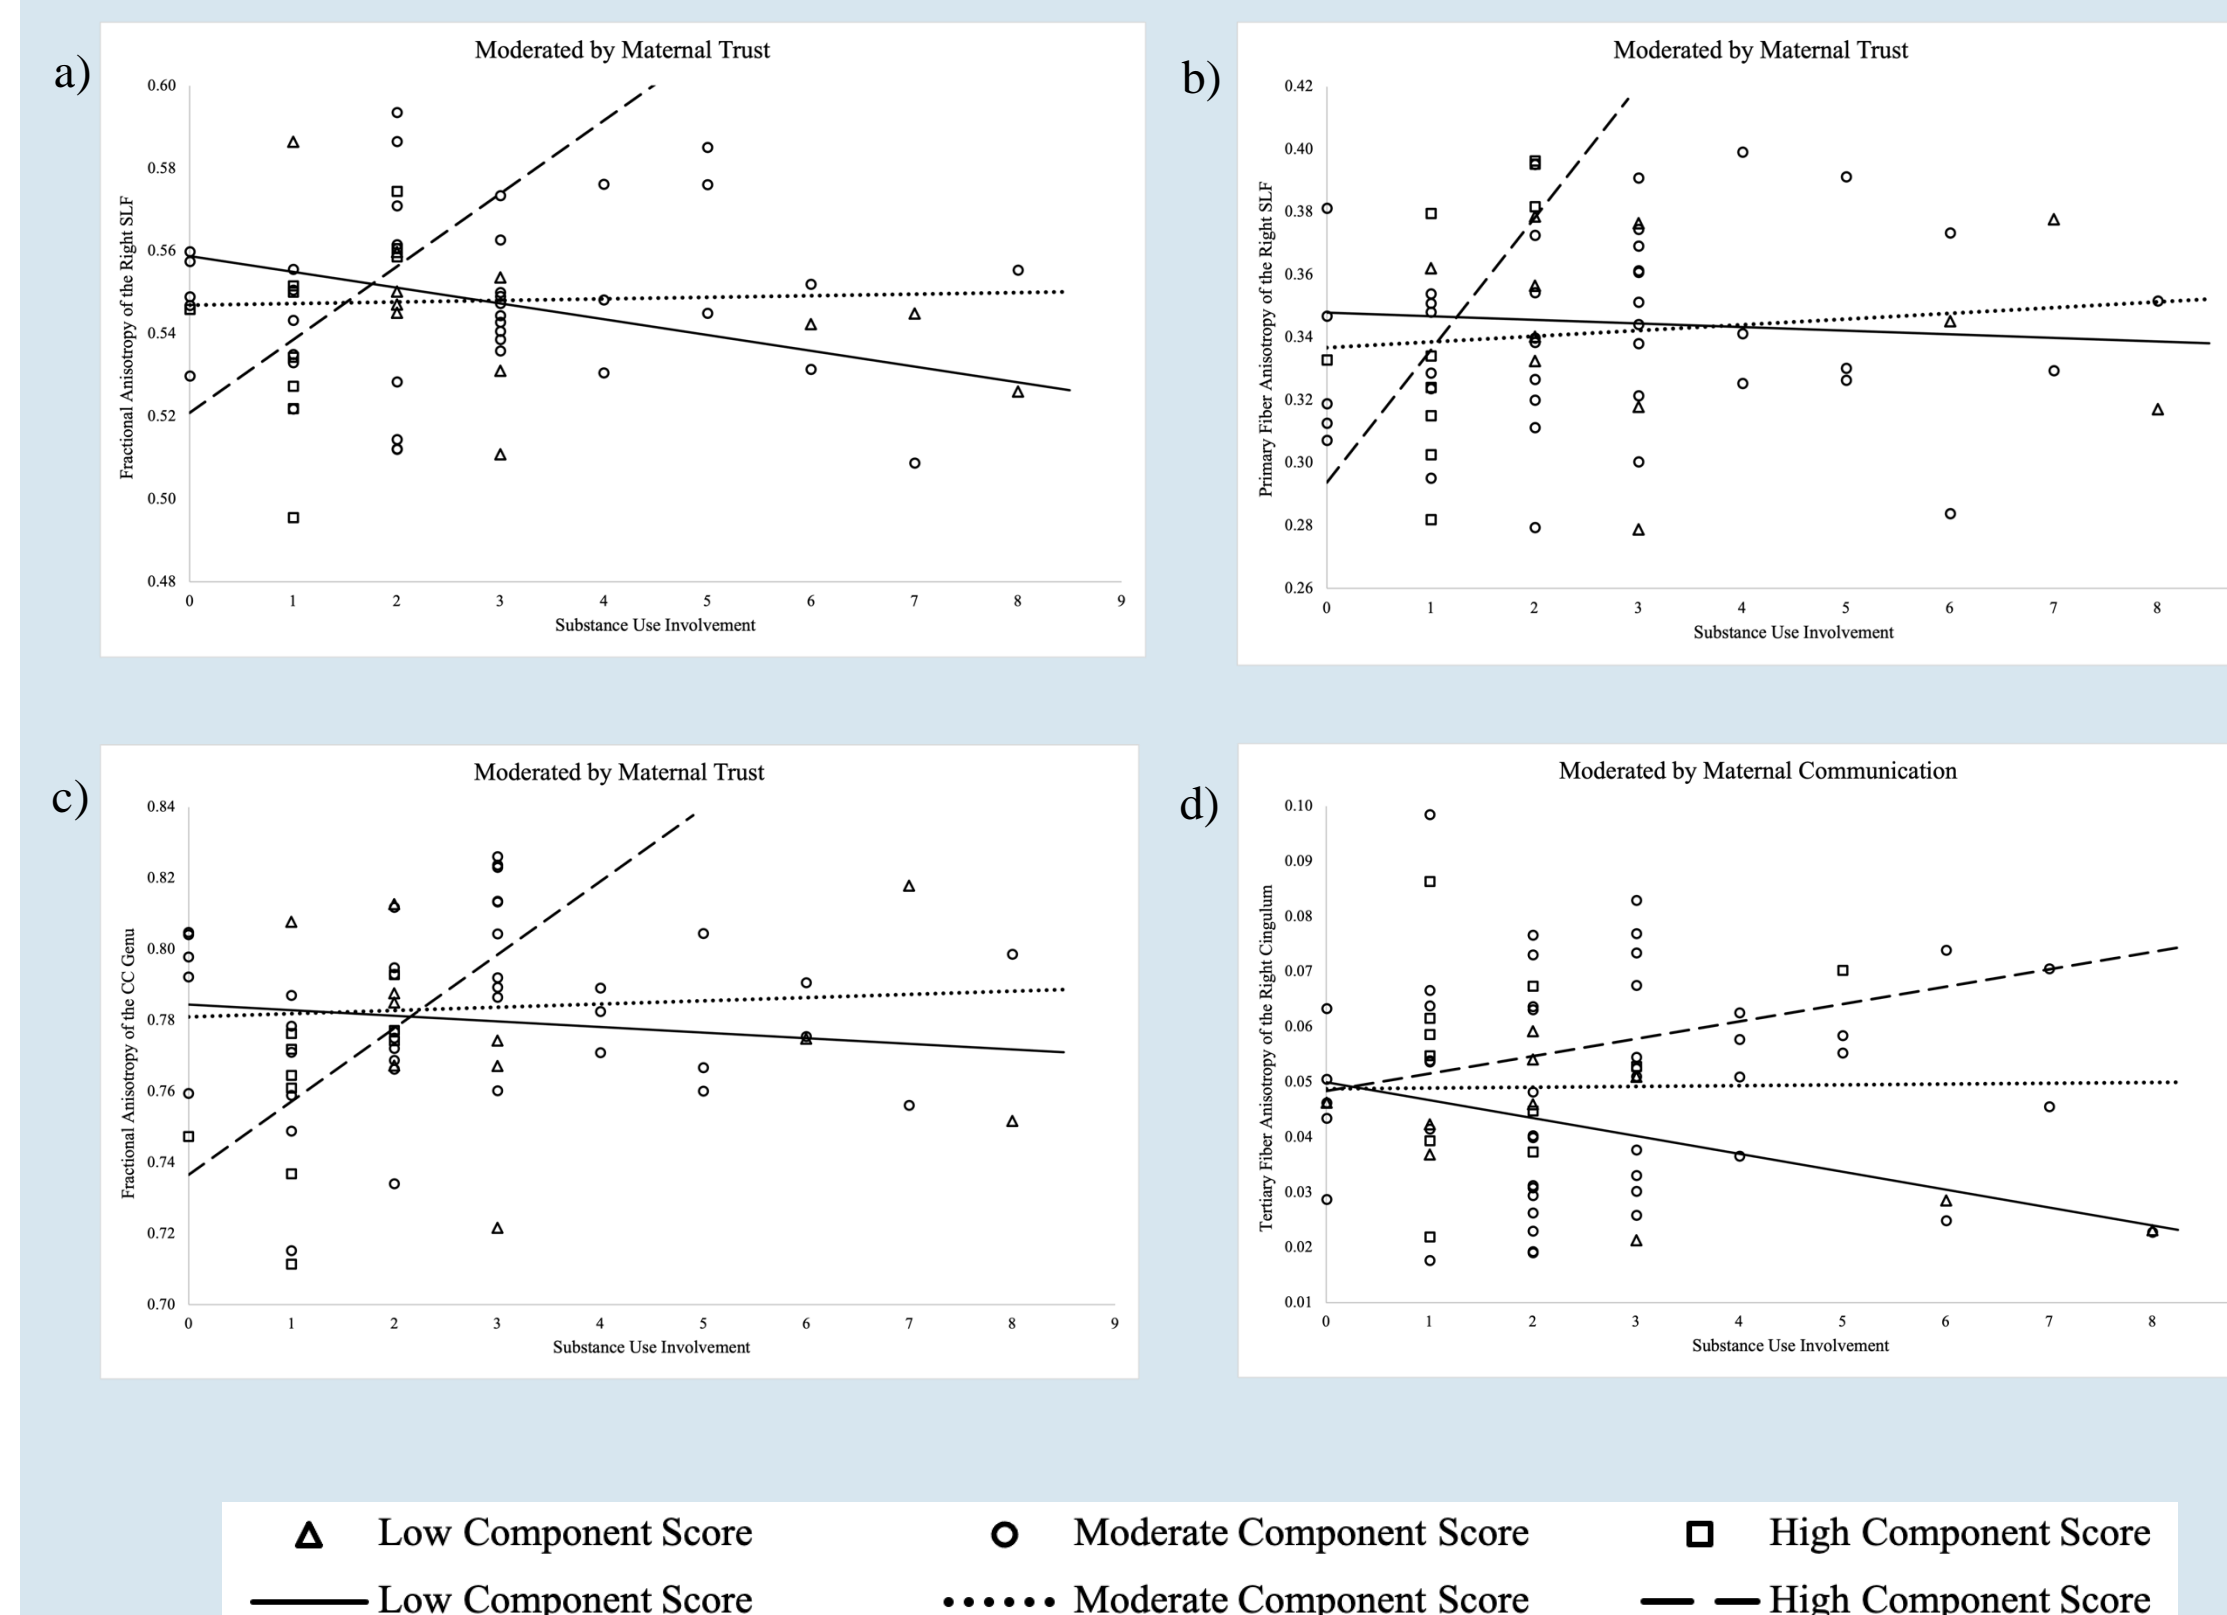 a)
Moderated by Maternal Trust
Fractional Anisotropy of the Right SLF
0.60
0.58
0.56
0.54
0.52
0.50
0.48
0 1 2 3 4 5 6 7 8 9
Substance Use Involvement
b)
Moderated by Maternal Trust
Primary Fiber Anisotropy of the Right SLF
0.42
0.40
0.38
0.36
0.34
0.32
0.30
0.28
0.26
0 1 2 3 4 5 6 7 8
Substance Use Involvement
c)
Moderated by Maternal Trust
Fractional Anisotropy of the CC Genu
0.84
0.82
0.80
0.78
0.76
0.74
0.72
0.70
0 1 2 3 4 5 6 7 8 9
Substance Use Involvement
d)
Moderated by Maternal Communication
Tertiary Fiber Anisotropy of the Right Cingulum
0.10
0.09
0.08
0.07
0.06
0.05
0.04
0.03
0.02
0.01
0 1 2 3 4 5 6 7 8
Substance Use Involvement
Low Component Score Moderate Component Score High Component Score
Low Component Score Moderate Component Score High Component Score